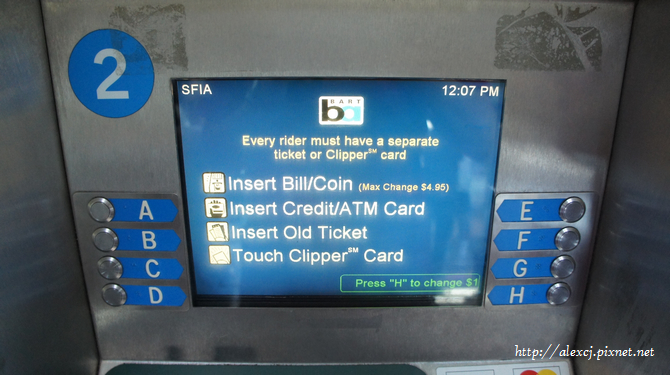 2
SFIA 12:07 PM
BART
ba
Every rider must have a separate
ticket or Clipper℠ card
Insert Bill/Coin (Max Change $4.95)
Insert Credit/ATM Card
Insert Old Ticket
Touch Clipper℠ Card
Press "H" to change $1
A
B
C
D
E
F
G
H
http://alexcj.pixnet.net